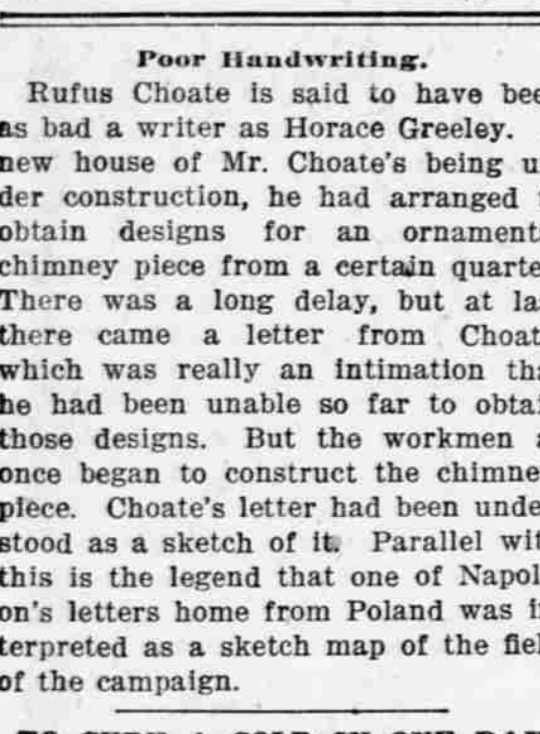 Poor Handwriting.
Rufus Choate is said to have bee
as bad a writer as Horace Greeley.
new house of Mr. Choate's being u
der construction, he had arranged
obtain designs for an ornament
chimney piece from a certain quarte
There was a long delay, but at la
there came a letter from Choat
which was really an intimation tha
he had been unable so far to obtai
those designs. But the workmen a
once began to construct the chimne
piece. Choate's letter had been unde
stood as a sketch of it. Parallel wit
this is the legend that one of Napol
on's letters home from Poland was i
terpreted as a sketch map of the fiel
of the campaign.